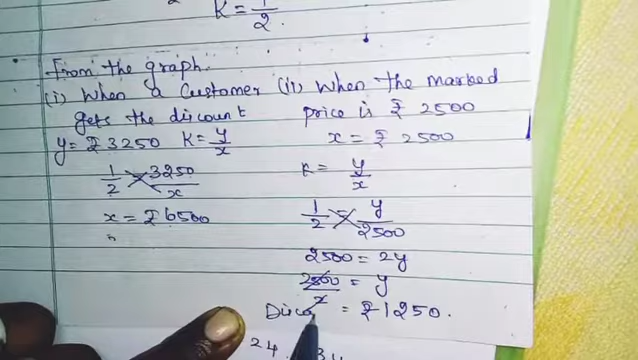 K = 1/2.
From the graph.
(i) When a Customer
gets the discount
y = ₹ 3250 K = y/x
1/2 = 3250/x
x = ₹ 6500
(ii) When the marked
price is ₹ 2500
x = ₹ 2500
K = y/x
1/2 = y/2500
2500 = 2y
2500/2 = y
= ₹ 1250.